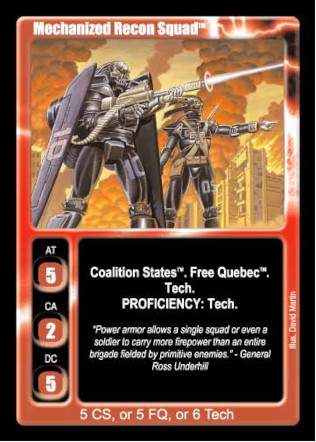 Mechanized Recon Squad™
16
05
AT
5
CA
2
DC
5
Coalition States™. Free Quebec™.
Tech.
PROFICIENCY: Tech.
"Power armor allows a single squad or even a
soldier to carry more firepower than an entire
brigade fielded by primitive enemies." - General
Ross Underhill
Illus. David Martin
5 CS, or 5 FQ, or 6 Tech